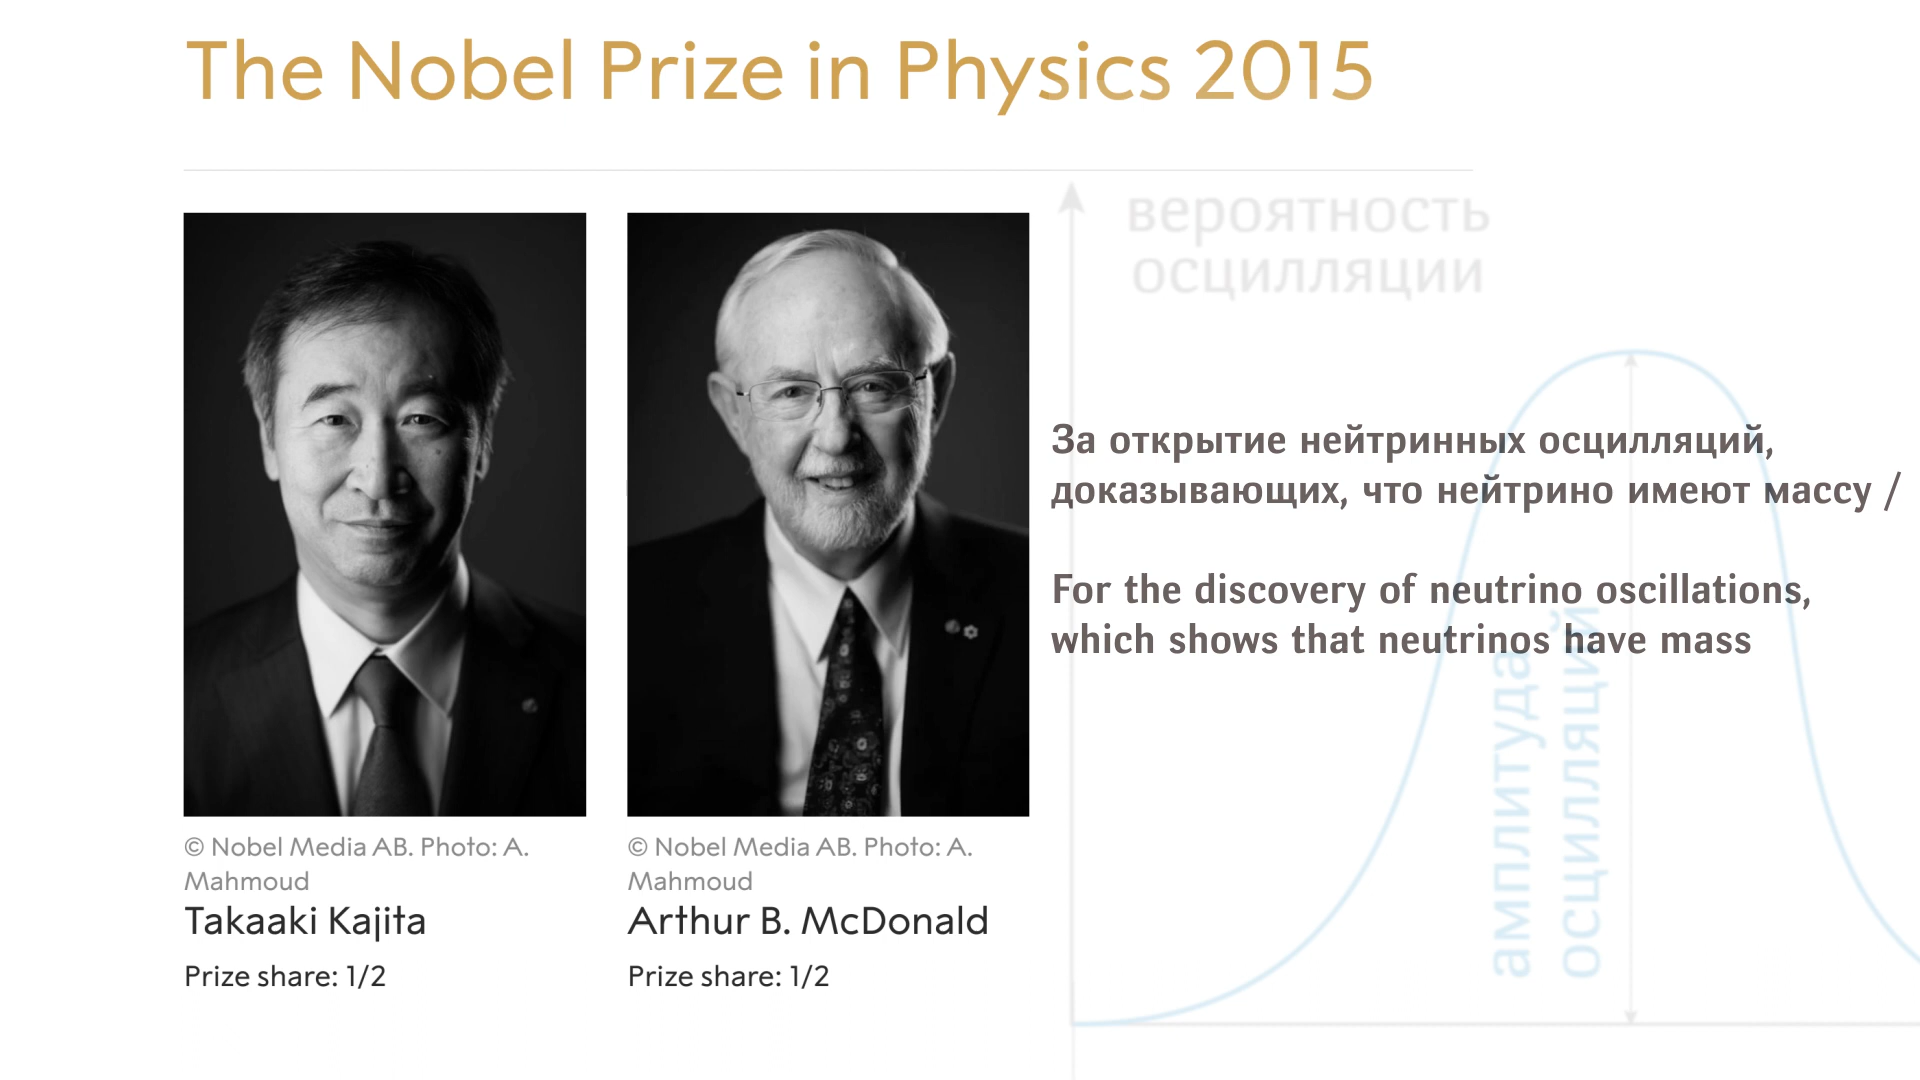 The Nobel Prize in Physics 2015
вероятность
осцилляции
За открытие нейтринных осцилляций,
доказывающих, что нейтрино имеют массу /
For the discovery of neutrino oscillations,
which shows that neutrinos have mass
амплитуда
осцилляций
© Nobel Media AB. Photo: A.
Mahmoud
Takaaki Kajita
Prize share: 1/2
© Nobel Media AB. Photo: A.
Mahmoud
Arthur B. McDonald
Prize share: 1/2